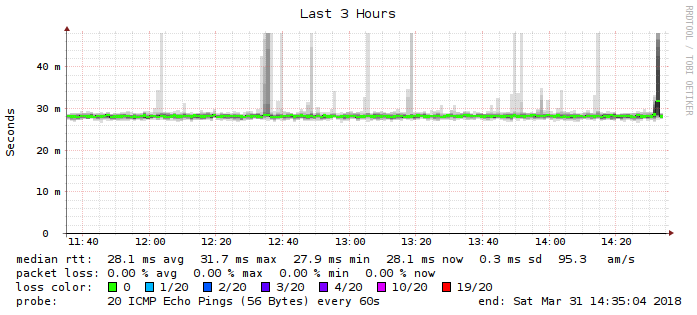 Last 3 Hours
RRDTOOL / TOBI OETIKER
Seconds
40 m
30 m
20 m
10 m
0
11:40 12:00 12:20 12:40 13:00 13:20 13:40 14:00 14:20
median rtt: 28.1 ms avg 31.7 ms max 27.9 ms min 28.1 ms now 0.3 ms sd 95.3 am/s
packet loss: 0.00 % avg 0.00 % max 0.00 % min 0.00 % now
loss color: 0 1/20 2/20 3/20 4/20 10/20 19/20
probe: 20 ICMP Echo Pings (56 Bytes) every 60s end: Sat Mar 31 14:35:04 2018